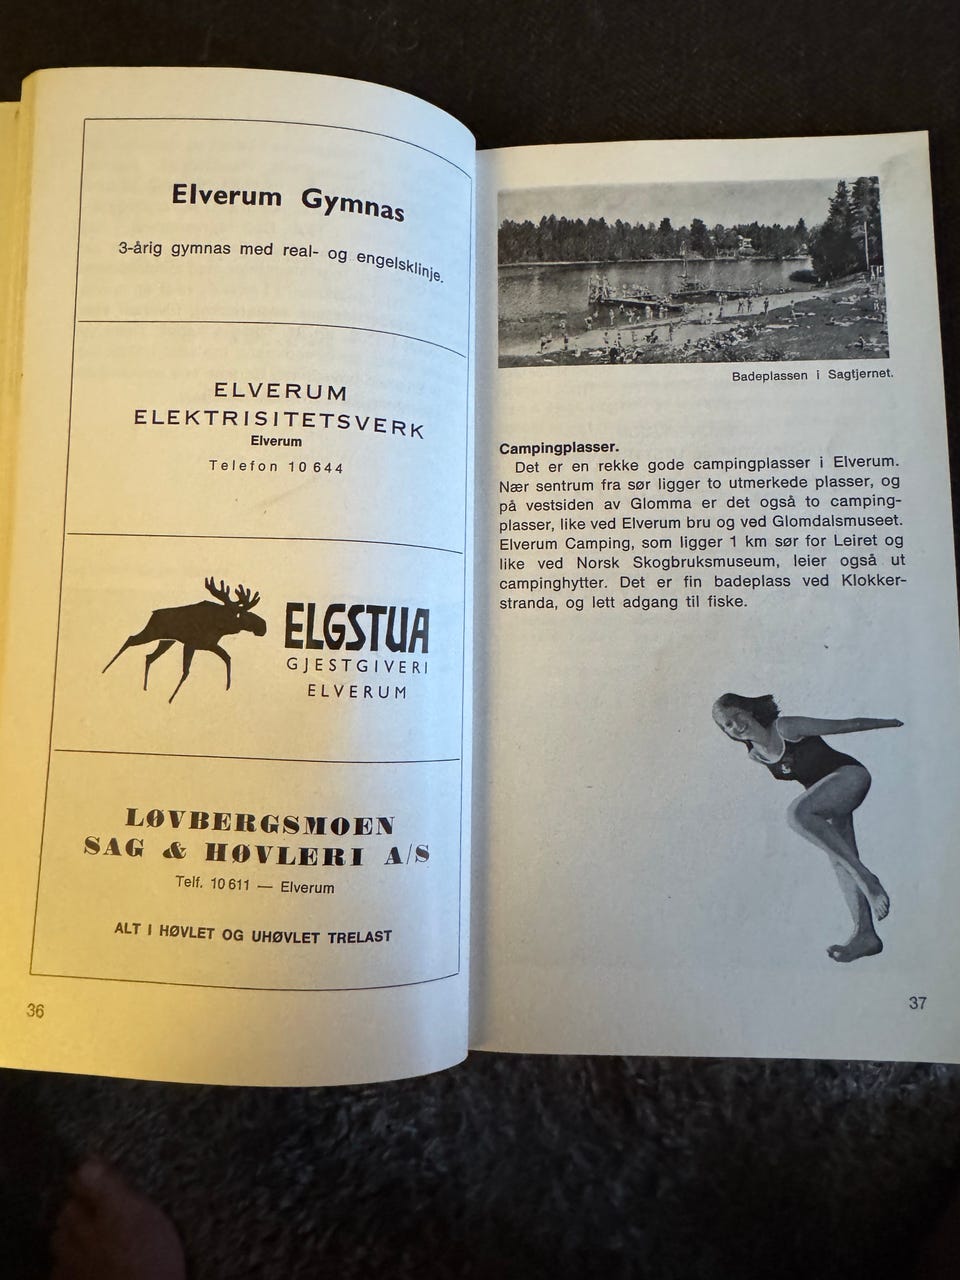 Elverum Gymnas
3-årig gymnas med real- og engelsklinje.
ELVERUM
ELEKTRISITETSVERK
Elverum
Telefon 10 644
ELGSTUA
GJESTGIVERI
ELVERUM
LØVBERGSMOEN
SAG & HØVLERI A/S
Telf. 10 611 — Elverum
ALT I HØVLET OG UHØVLET TRELAST
36
Badeplassen i Sagtjernet.
Campingplasser.
Det er en rekke gode campingplasser i Elverum.
Nær sentrum fra sør ligger to utmerkede plasser, og
på vestsiden av Glomma er det også to camping-
plasser, like ved Elverum bru og ved Glomdalsmuseet.
Elverum Camping, som ligger 1 km sør for Leiret og
like ved Norsk Skogbruksmuseum, leier også ut
campinghytter. Det er fin badeplass ved Klokker-
stranda, og lett adgang til fiske.
37